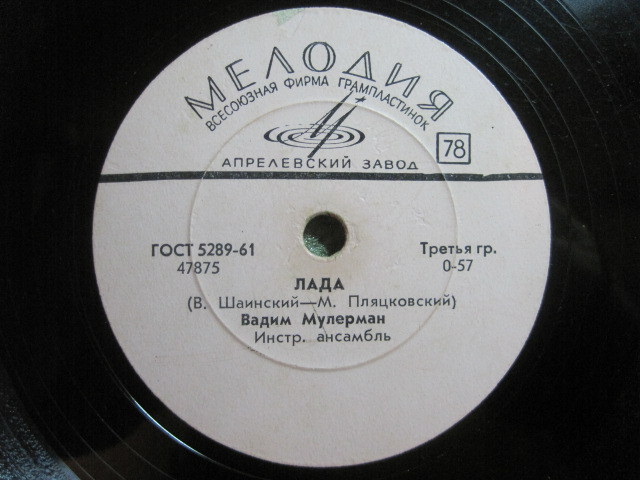 МЕЛОДИЯ
ВСЕСОЮЗНАЯ ФИРМА ГРАМПЛАСТИНОК
78
АПРЕЛЕВСКИЙ ЗАВОД
ГОСТ 5289-61
47875
Третья гр.
0-57
ЛАДА
(В. Шаинский—М. Пляцковский)
Вадим Мулерман
Инстр. ансамбль